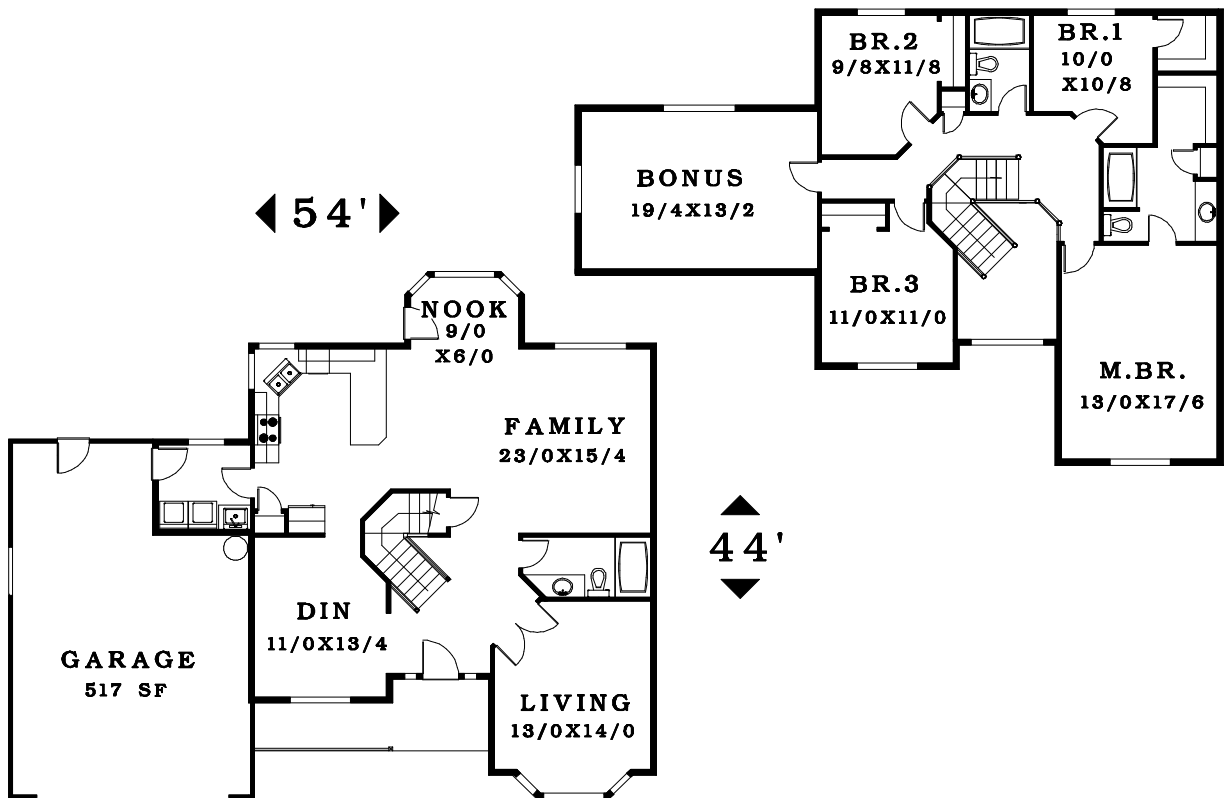 BR.2
9/8X11/8
BR.1
10/0
X10/8
BONUS
19/4X13/2
54'
BR.3
11/0X11/0
NOOK
9/0
X6/0
M.BR.
13/0X17/6
FAMILY
23/0X15/4
44'
DIN
11/0X13/4
GARAGE
517 SF
LIVING
13/0X14/0